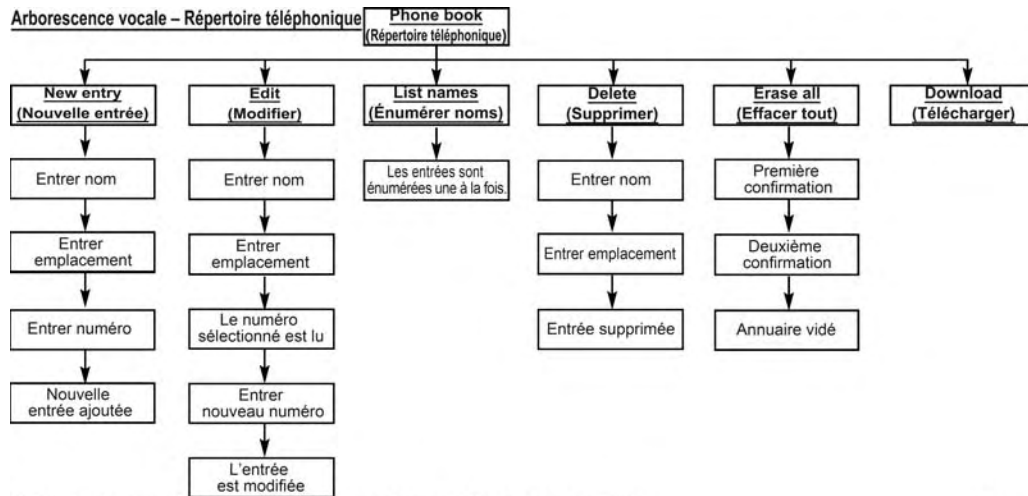 Arborescence vocale – Répertoire téléphonique
Phone book
(Répertoire téléphonique)
New entry
(Nouvelle entrée)
Entrer nom
Entrer
emplacement
Entrer numéro
Nouvelle
entrée ajoutée
Edit
(Modifier)
Entrer nom
Entrer
emplacement
Le numéro
sélectionné est lu
Entrer
nouveau numéro
L'entrée
est modifiée
List names
(Énumérer noms)
Les entrées sont
énumérées une à la fois.
Delete
(Supprimer)
Entrer nom
Entrer emplacement
Entrée supprimée
Erase all
(Effacer tout)
Première
confirmation
Deuxième
confirmation
Annuaire vidé
Download
(Télécharger)